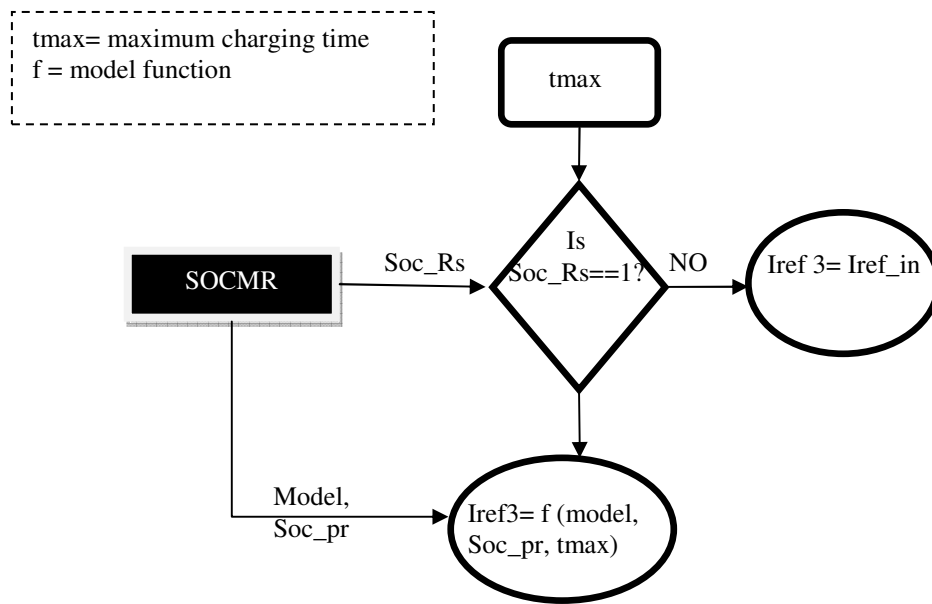 tmax= maximum charging time
f = model function
tmax
Is
Soc_Rs==1?
Soc_Rs
NO
Iref 3= Iref_in
SOCMR
Model,
Soc_pr
Iref3= f (model,
Soc_pr, tmax)